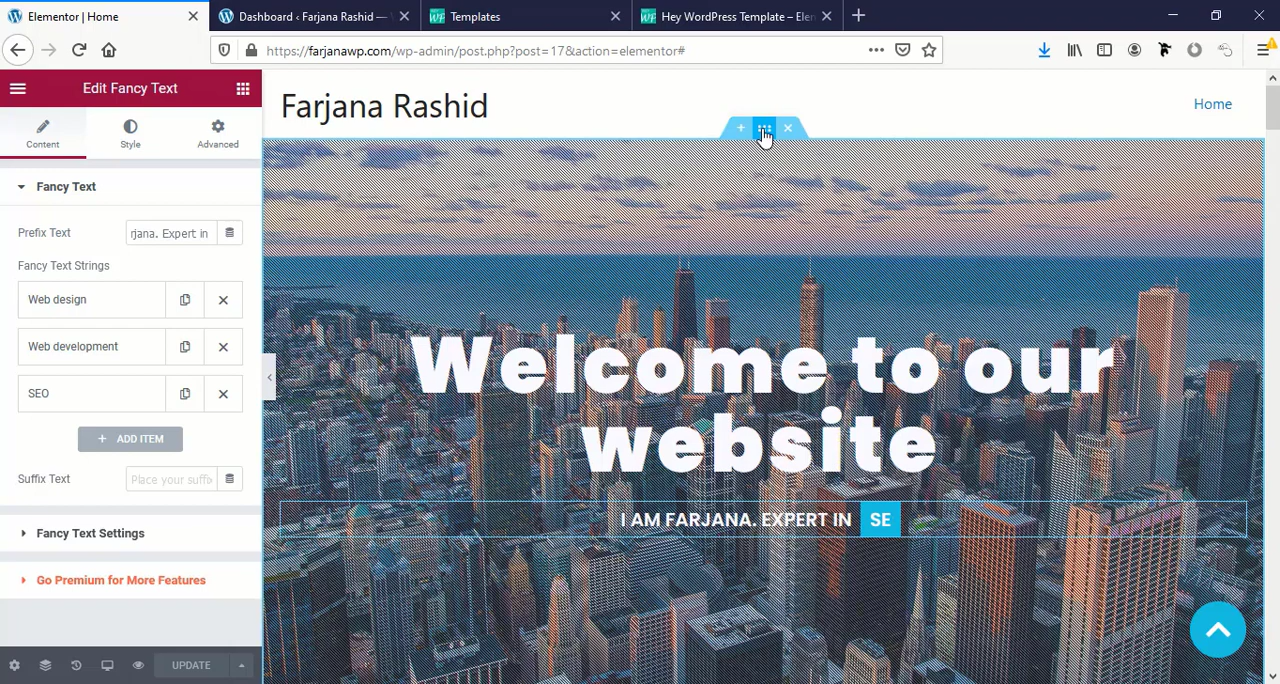 Elementor | Home
Dashboard ‹ Farjana Rashid —
Templates
Hey WordPress Template – Elem
https://farjanawp.com/wp-admin/post.php?post=17&action=elementor#
Edit Fancy Text
Content
Style
Advanced
Fancy Text
Prefix Text
rjana. Expert in
Fancy Text Strings
Web design
Web development
SEO
+ ADD ITEM
Suffix Text
Place your suffix
Fancy Text Settings
Go Premium for More Features
UPDATE
Farjana Rashid
Home
Welcome to our
website
I AM FARJANA. EXPERT IN SE